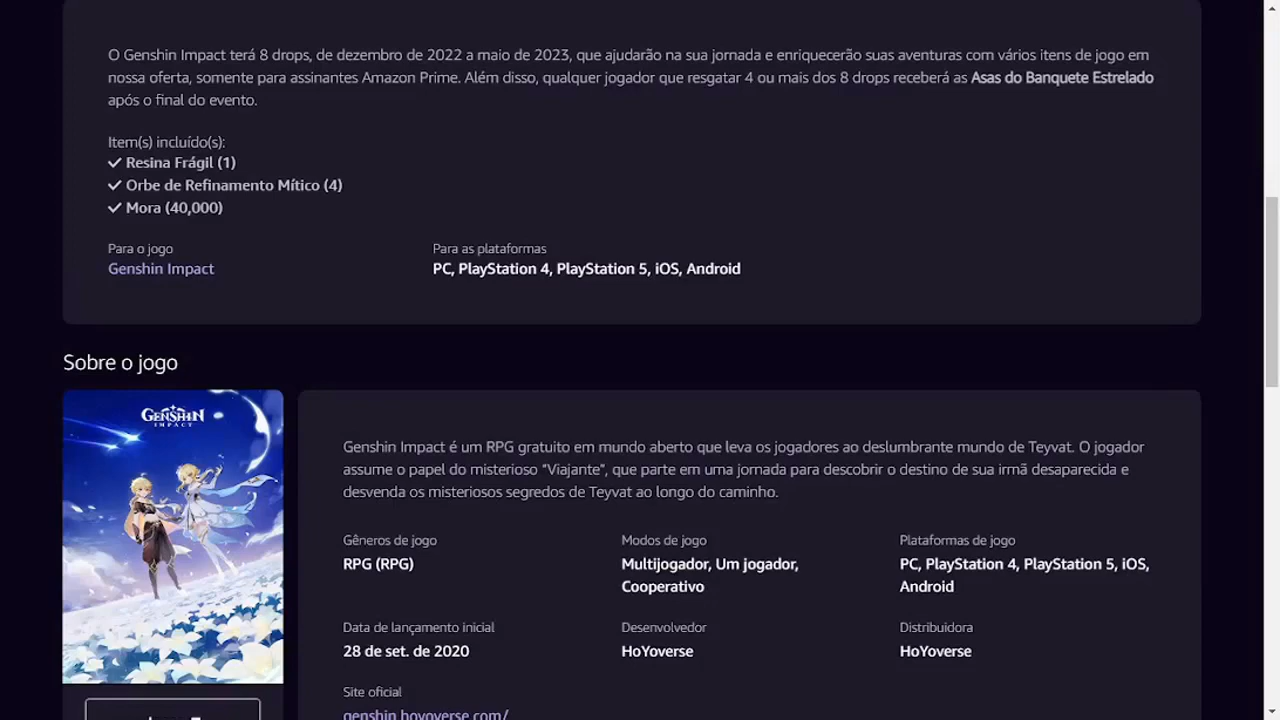 O Genshin Impact terá 8 drops, de dezembro de 2022 a maio de 2023, que ajudarão na sua jornada e enriquecerão suas aventuras com vários itens de jogo em
nossa oferta, somente para assinantes Amazon Prime. Além disso, qualquer jogador que resgatar 4 ou mais dos 8 drops receberá as Asas do Banquete Estrelado
após o final do evento.
Item(s) incluído(s):
Resina Frágil (1)
Orbe de Refinamento Mítico (4)
Mora (40,000)
Para o jogo
Genshin Impact
Para as plataformas
PC, PlayStation 4, PlayStation 5, iOS, Android
Sobre o jogo
GENSHIN
IMPACT
Genshin Impact é um RPG gratuito em mundo aberto que leva os jogadores ao deslumbrante mundo de Teyvat. O jogador
assume o papel do misterioso “Viajante”, que parte em uma jornada para descobrir o destino de sua irmã desaparecida e
desvenda os misteriosos segredos de Teyvat ao longo do caminho.
Gêneros de jogo
RPG (RPG)
Modos de jogo
Multijogador, Um jogador,
Cooperativo
Plataformas de jogo
PC, PlayStation 4, PlayStation 5, iOS,
Android
Data de lançamento inicial
28 de set. de 2020
Desenvolvedor
HoYoverse
Distribuidora
HoYoverse
Site oficial
genshin.hoyoverse.com/